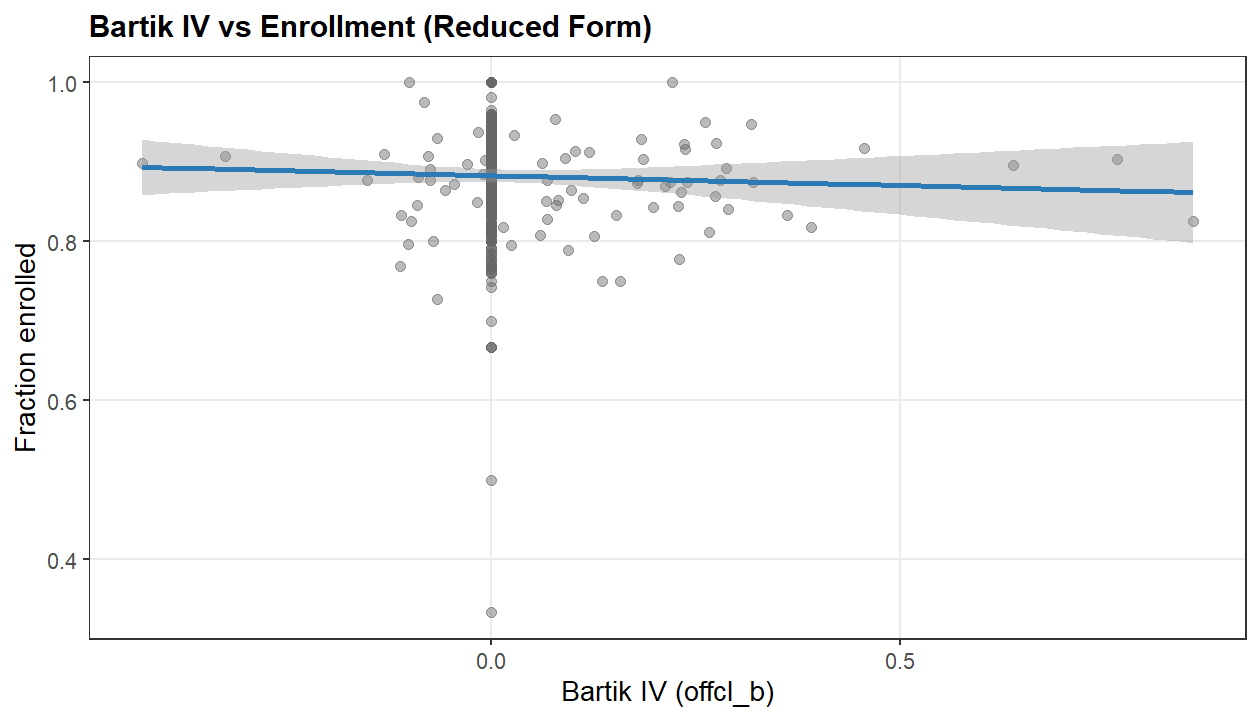 Bartik IV vs Enrollment (Reduced Form)
Fraction enrolled
1.0
0.8
0.6
0.4
0.0
0.5
Bartik IV (offcl_b)